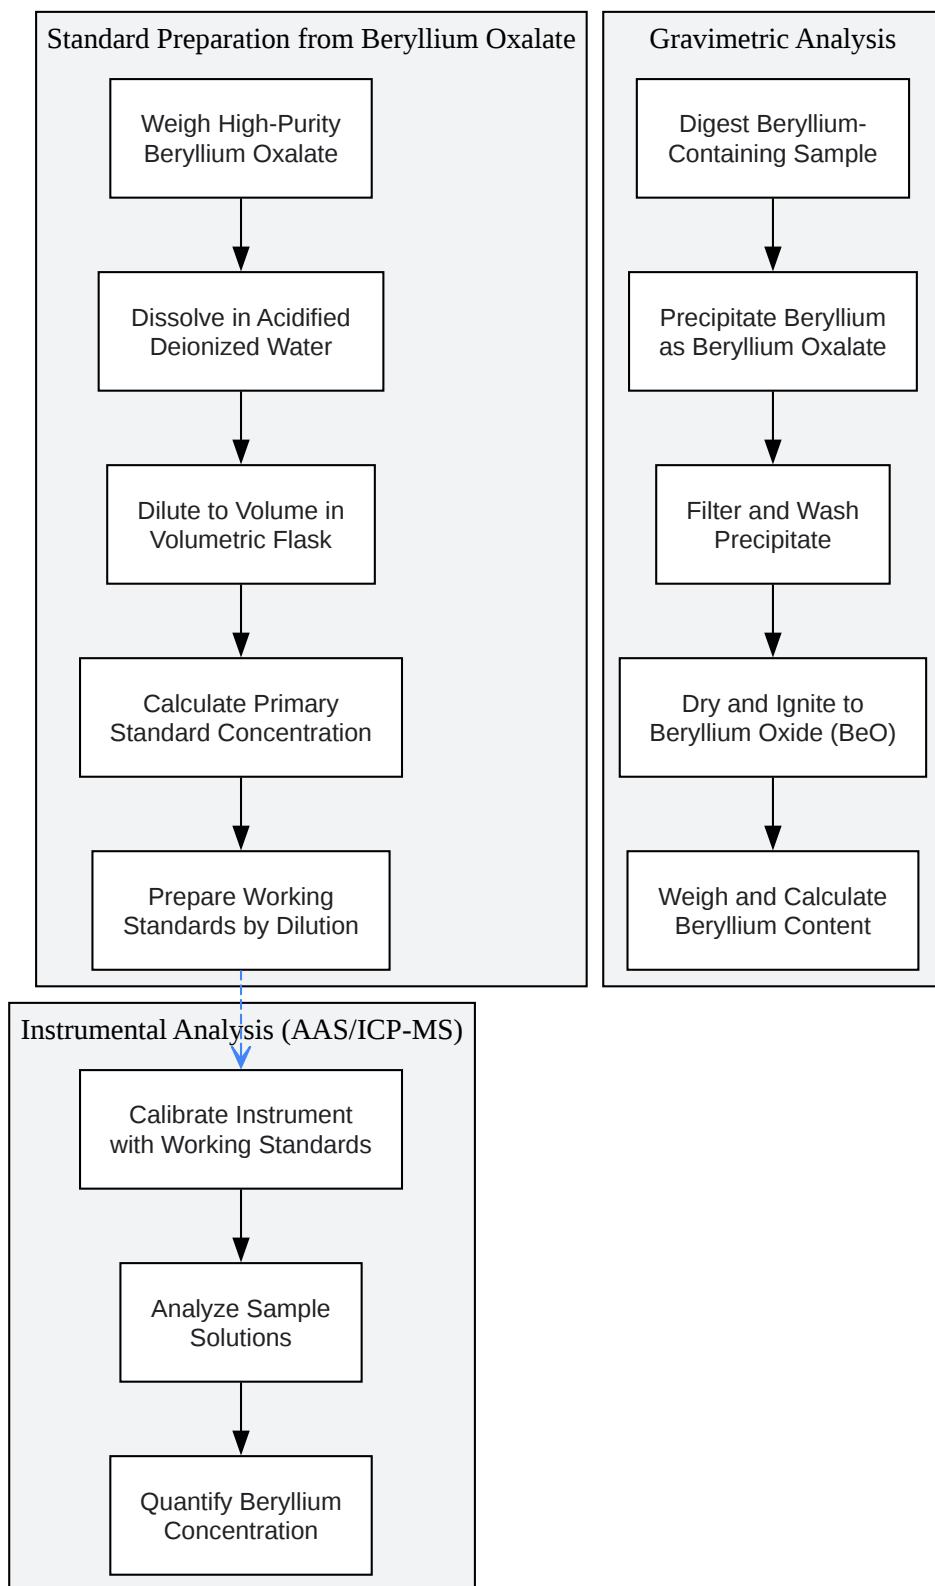 Standard Preparation from Beryllium Oxalate
Weigh High-Purity
Beryllium Oxalate
Dissolve in Acidified
Deionized Water
Dilute to Volume in
Volumetric Flask
Calculate Primary
Standard Concentration
Prepare Working
Standards by Dilution
Gravimetric Analysis
Digest Beryllium-
Containing Sample
Precipitate Beryllium
as Beryllium Oxalate
Filter and Wash
Precipitate
Dry and Ignite to
Beryllium Oxide (BeO)
Weigh and Calculate
Beryllium Content
Instrumental Analysis (AAS/ICP-MS)
Calibrate Instrument
with Working Standards
Analyze Sample
Solutions
Quantify Beryllium
Concentration